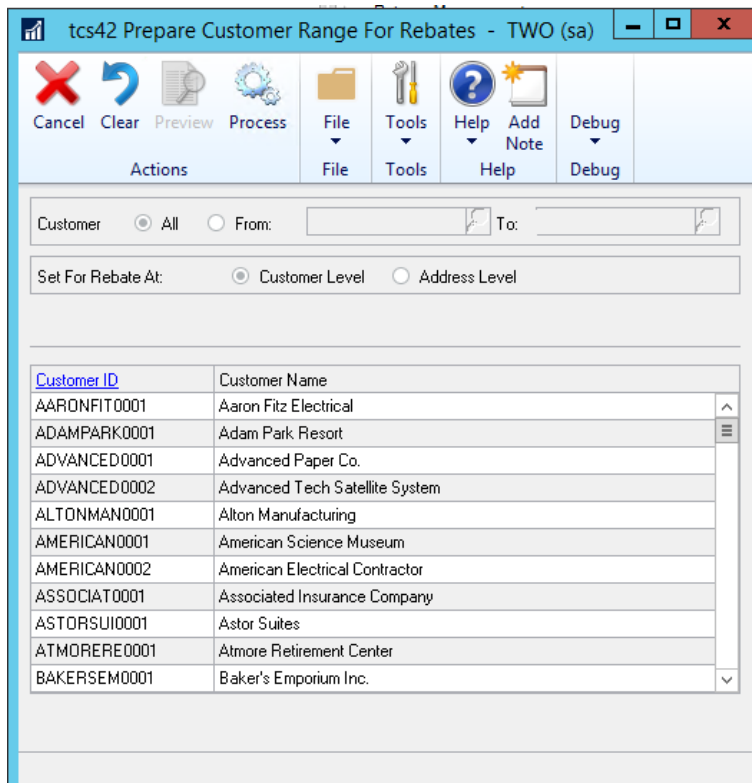 tcs42 Prepare Customer Range For Rebates - TWO (sa)
Cancel Clear Preview Process File Tools Help Add Note Debug
Actions File Tools Help Debug
Customer All From: To:
Set For Rebate At: Customer Level Address Level
Customer ID Customer Name
AARONFIT0001 Aaron Fitz Electrical
ADAMPARK0001 Adam Park Resort
ADVANCED0001 Advanced Paper Co.
ADVANCED0002 Advanced Tech Satellite System
ALTONMAN0001 Alton Manufacturing
AMERICAN0001 American Science Museum
AMERICAN0002 American Electrical Contractor
ASSOCIAT0001 Associated Insurance Company
ASTORSUI0001 Astor Suites
ATMORERE0001 Atmore Retirement Center
BAKERSEM0001 Baker's Emporium Inc.